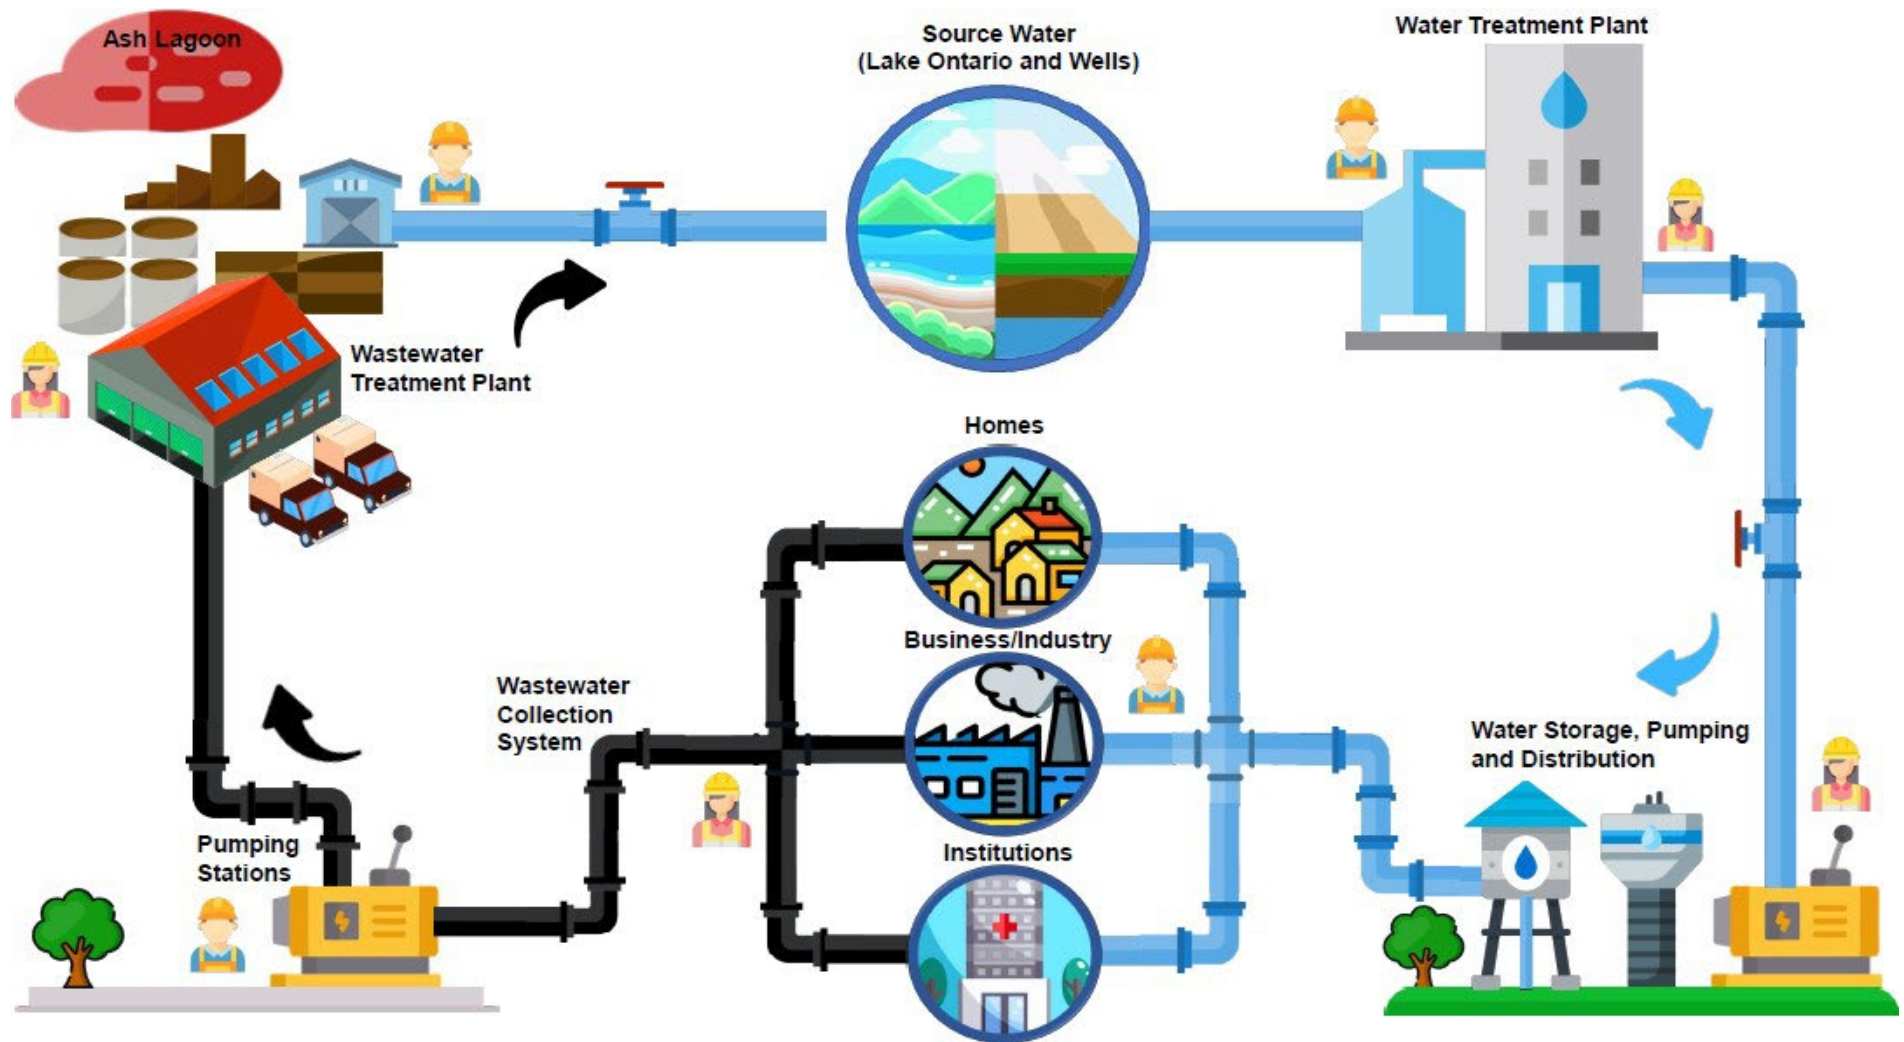 Ash Lagoon
Source Water
(Lake Ontario and Wells)
Water Treatment Plant
Wastewater
Treatment Plant
Homes
Business/Industry
Wastewater
Collection
System
Water Storage, Pumping
and Distribution
Pumping
Stations
Institutions